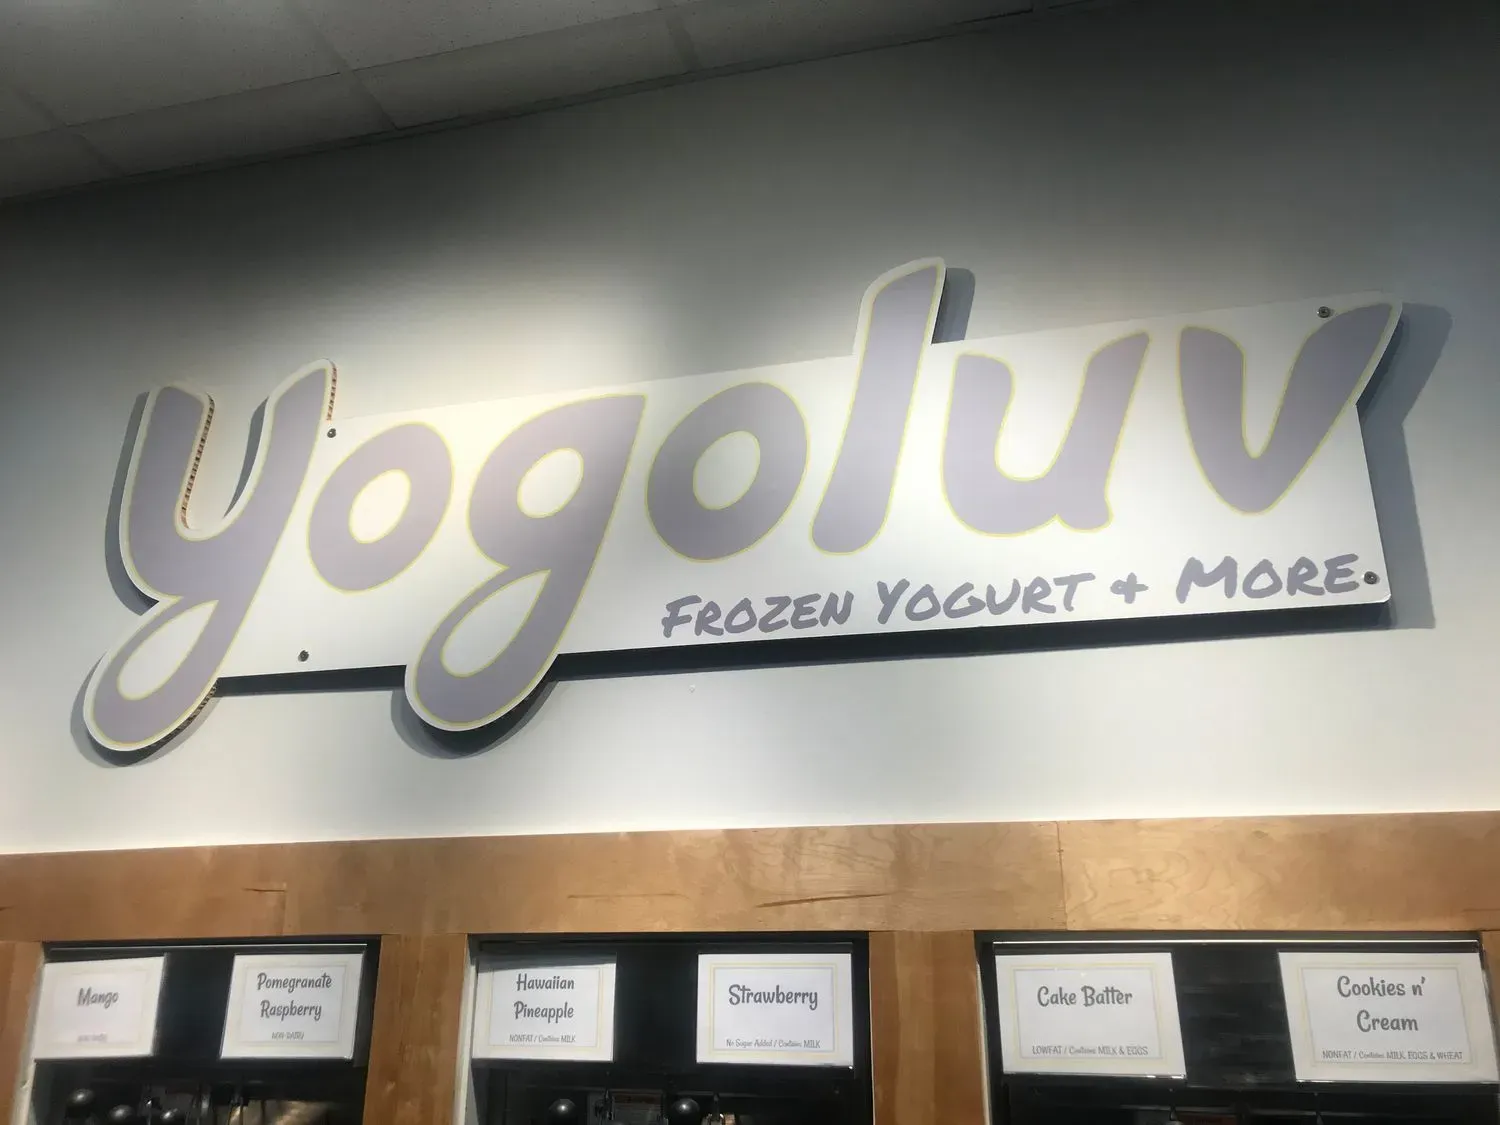 yogoluv
FROZEN YOGURT & MORE.
Mango
Pomegranate
Raspberry
NON-DAIRY
Hawaiian
Pineapple
NONFAT / Contains MILK
Strawberry
No Sugar Added / Contains MILK
Cake Batter
LOWFAT / Contains MILK & EGGS
Cookies n'
Cream
NONFAT / Contains MILK, EGGS & WHEAT